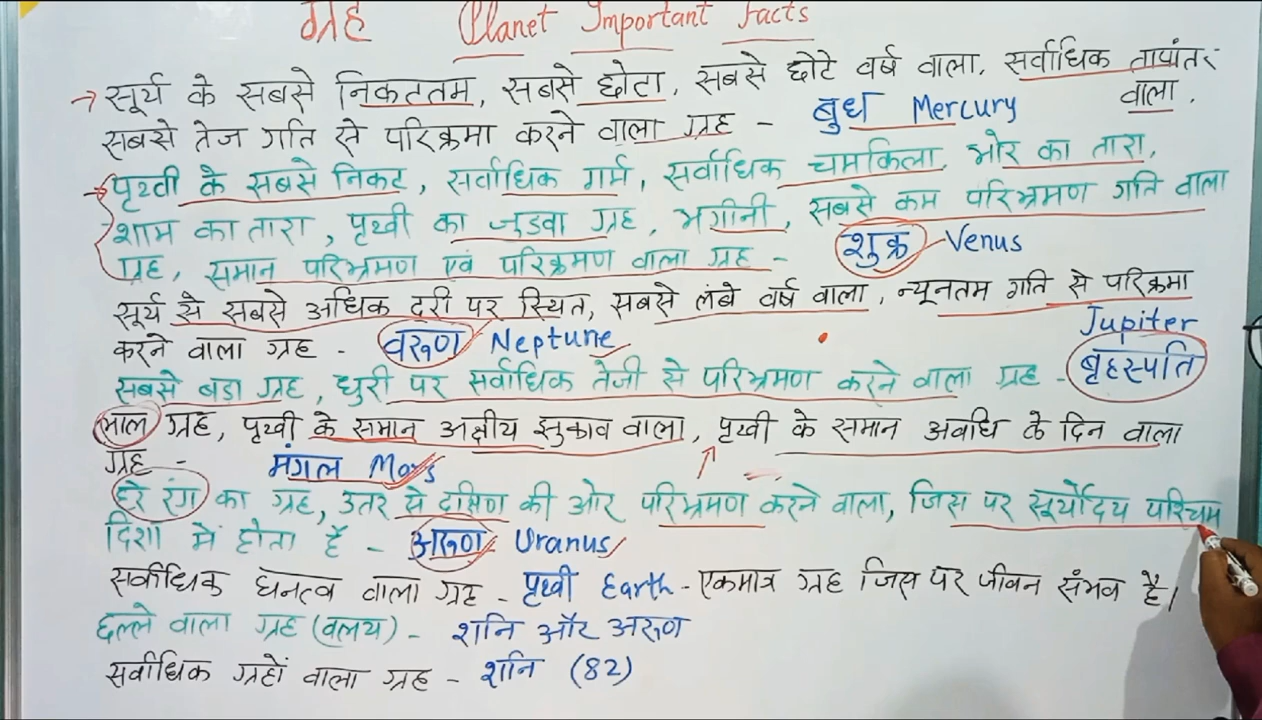 ग्रह Planet Important Facts
→ सूर्य के सबसे निकटतम, सबसे छोटा, सबसे छोटे वर्ष वाला, सर्वाधिक तापांतर वाला,
सबसे तेज गति से परिक्रमा करने वाला ग्रह - बुध Mercury
→ पृथ्वी के सबसे निकट, सर्वाधिक गर्म, सर्वाधिक चमकिला, भोर का तारा,
शाम का तारा, पृथ्वी का जुडवा ग्रह, भगीनी, सबसे कम परिभ्रमण गति वाला
ग्रह, समान परिभ्रमण एवं परिक्रमण वाला ग्रह - शुक्र - Venus
सूर्य से सबसे अधिक दूरी पर स्थित, सबसे लंबे वर्ष वाला, न्यूनतम गति से परिक्रमा
करने वाला ग्रह - वरुण Neptune
सबसे बडा ग्रह, धुरी पर सर्वाधिक तेजी से परिभ्रमण करने वाला ग्रह - बृहस्पति Jupiter
लाल ग्रह, पृथ्वी के समान अक्षीय झुकाव वाला, पृथ्वी के समान अवधि के दिन वाला
ग्रह - मंगल Mars
हरे रंग का ग्रह, उतर से दक्षिण की ओर परिभ्रमण करने वाला, जिस पर सूर्योदय पश्चिम
दिशा में होता है - अरुण Uranus
सर्वाधिक घनत्व वाला ग्रह - पृथ्वी Earth - एकमात्र ग्रह जिस पर जीवन संभव है।
छल्ले वाला ग्रह (वलय) - शनि और अरुण
सर्वाधिक ग्रहों वाला ग्रह - शनि (82)